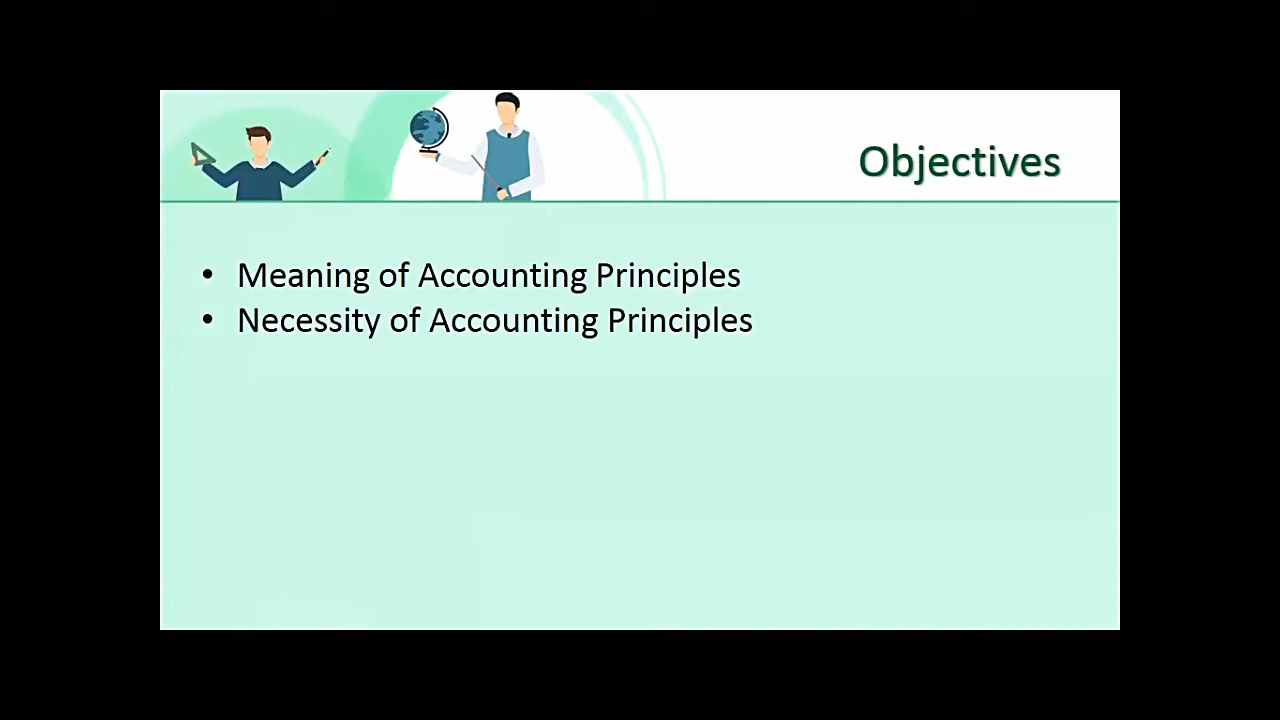 Objectives
• Meaning of Accounting Principles
• Necessity of Accounting Principles